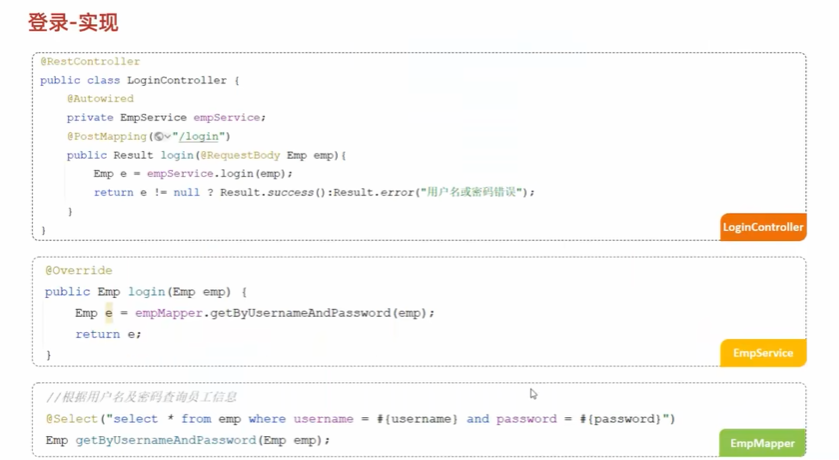 登录-实现
@RestController
public class LoginController {
@Autowired
private EmpService empService;
@PostMapping("/login")
public Result login(@RequestBody Emp emp){
Emp e = empService.login(emp);
return e != null ? Result.success():Result.error("用户名或密码错误");
}
}
LoginController
@Override
public Emp login(Emp emp) {
Emp e = empMapper.getByUsernameAndPassword(emp);
return e;
}
EmpService
//根据用户名及密码查询员工信息
@Select("select * from emp where username = #{username} and password = #{password}")
Emp getByUsernameAndPassword(Emp emp);
EmpMapper